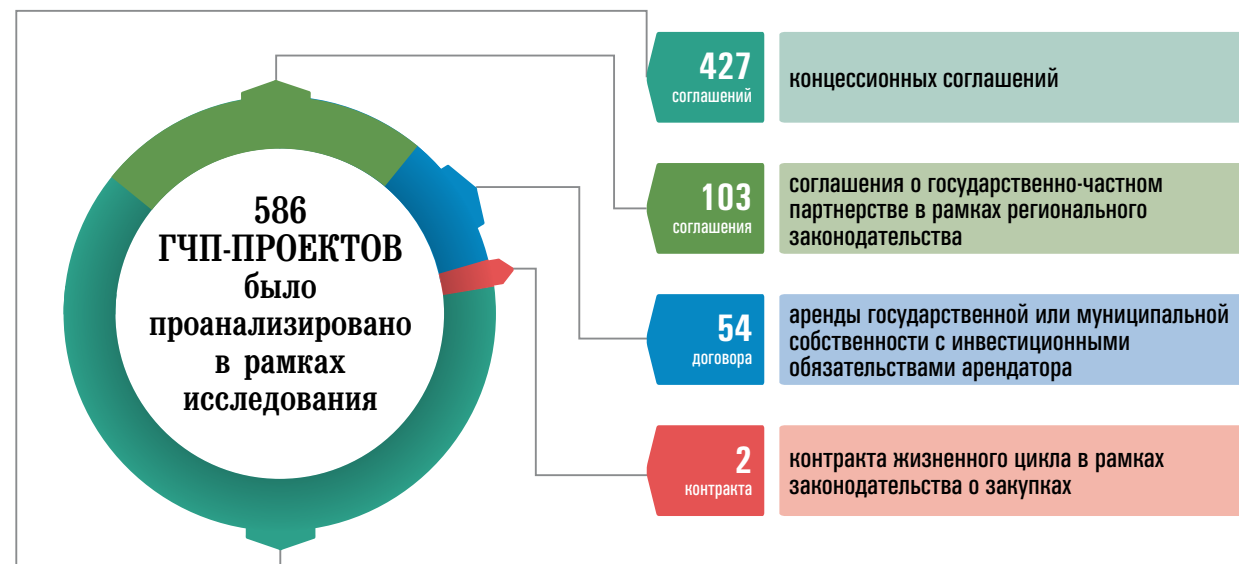 586
ГЧП-ПРОЕКТОВ
было
проанализировано
в рамках
исследования
427
соглашений
концессионных соглашений
103
соглашения
соглашения о государственно-частном
партнерстве в рамках регионального
законодательства
54
договора
аренды государственной или муниципальной
собственности с инвестиционными
обязательствами арендатора
2
контракта
контракта жизненного цикла в рамках
законодательства о закупках